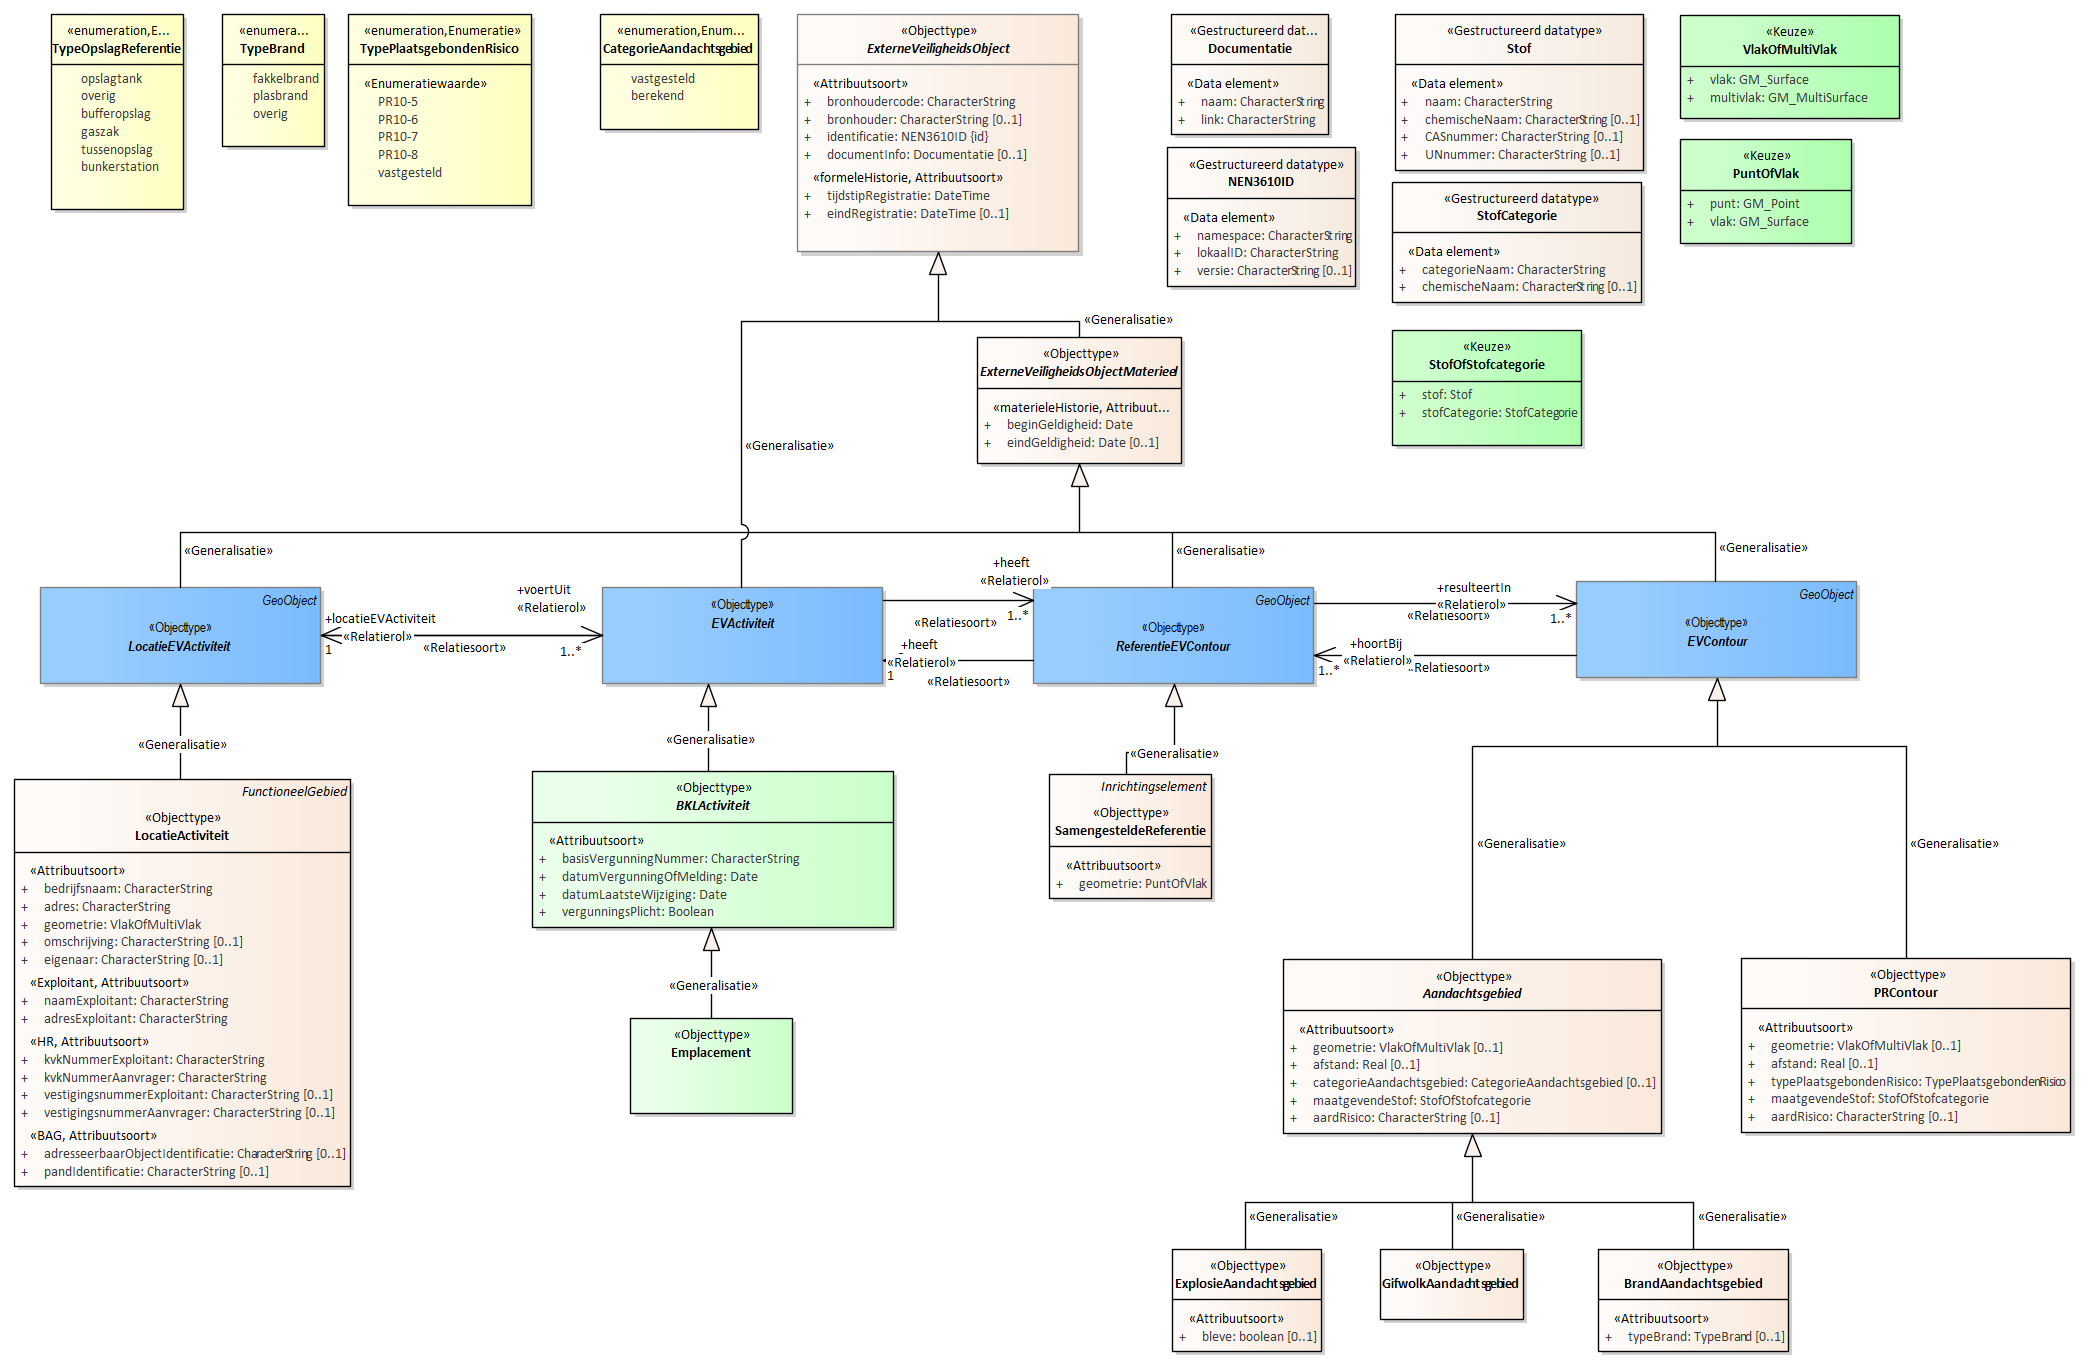 «enumeration,E...
TypeOpslagReferentie
opslagtank
overig
bufferopslag
gaszak
tussenopslag
bunkerstation
«enumera...
TypeBrand
fakkelbrand
plasbrand
overig
«enumeration,Enumeratie»
TypePlaatsgebondenRisico
«Enumeratiewaarde»
PR10-5
PR10-6
PR10-7
PR10-8
vastgesteld
«enumeration,Enum...
CategorieAandachtsgebied
vastgesteld
berekend
«Objecttype»
ExterneVeiligheidsObject
«Attribuutsoort»
+ bronhoudercode: CharacterString
+ bronhouder: CharacterString [0..1]
+ identificatie: NEN3610ID {id}
+ documentInfo: Documentatie [0..1]
«formeleHistorie, Attribuutsoort»
+ tijdstipRegistratie: DateTime
+ eindRegistratie: DateTime [0..1]
«Gestructureerd dat...
Documentatie
«Data element»
+ naam: CharacterString
+ link: CharacterString
«Gestructureerd datatype»
NEN3610ID
«Data element»
+ namespace: CharacterString
+ lokaalID: CharacterString
+ versie: CharacterString [0..1]
«Gestructureerd datatype»
Stof
«Data element»
+ naam: CharacterString
+ chemischeNaam: CharacterString [0..1]
+ CASnummer: CharacterString [0..1]
+ UNnummer: CharacterString [0..1]
«Gestructureerd datatype»
StofCategorie
«Data element»
+ categorieNaam: CharacterString
+ chemischeNaam: CharacterString [0..1]
«Keuze»
StofOfStofcategorie
+ stof: Stof
+ stofCategorie: StofCategorie
«Keuze»
VlakOfMultiVlak
+ vlak: GM_Surface
+ multivlak: GM_MultiSurface
«Keuze»
PuntOfVlak
+ punt: GM_Point
+ vlak: GM_Surface
«Generalisatie»
«Objecttype»
ExterneVeiligheidsObjectMaterieel
«materieleHistorie, Attribuut...
+ beginGeldigheid: Date
+ eindGeldigheid: Date [0..1]
«Generalisatie»
«Generalisatie»
«Generalisatie»
«Generalisatie»
GeoObject
«Objecttype»
LocatieEVActiviteit
+locatieEVActiviteit
«Relatierol»
1
«Relatiesoort»
+voertUit
«Relatierol»
1..*
«Objecttype»
EVActiviteit
+heeft
«Relatierol»
1..*
«Relatiesoort»
+heeft
«Relatierol»
1
«Relatiesoort»
GeoObject
«Objecttype»
ReferentieEVContour
+resulteertIn
«Relatierol»
«Relatiesoort»
1..*
+hoortBij
«Relatierol»
1..*
«Relatiesoort»
GeoObject
«Objecttype»
EVContour
«Generalisatie»
«Generalisatie»
«Generalisatie»
FunctioneelGebied
«Objecttype»
LocatieActiviteit
«Attribuutsoort»
+ bedrijfsnaam: CharacterString
+ adres: CharacterString
+ geometrie: VlakOfMultiVlak
+ omschrijving: CharacterString [0..1]
+ eigenaar: CharacterString [0..1]
«Exploitant, Attribuutsoort»
+ naamExploitant: CharacterString
+ adresExploitant: CharacterString
«HR, Attribuutsoort»
+ kvkNummerExploitant: CharacterString
+ kvkNummerAanvrager: CharacterString
+ vestigingsnummerExploitant: CharacterString [0..1]
+ vestigingsnummerAanvrager: CharacterString [0..1]
«BAG, Attribuutsoort»
+ adresseerbaarObjectIdentificatie: CharacterString [0..1]
+ pandIdentificatie: CharacterString [0..1]
«Objecttype»
BKLActiviteit
«Attribuutsoort»
+ basisVergunningNummer: CharacterString
+ datumVergunningOfMelding: Date
+ datumLaatsteWijziging: Date
+ vergunningsPlicht: Boolean
«Generalisatie»
«Objecttype»
Emplacement
Inrichtingselement
«Objecttype»
SamengesteldeReferentie
«Attribuutsoort»
+ geometrie: PuntOfVlak
«Generalisatie»
«Generalisatie»
«Objecttype»
Aandachtsgebied
«Attribuutsoort»
+ geometrie: VlakOfMultiVlak [0..1]
+ afstand: Real [0..1]
+ categorieAandachtsgebied: CategorieAandachtsgebied [0..1]
+ maatgevendeStof: StofOfStofcategorie
+ aardRisico: CharacterString [0..1]
«Objecttype»
PRContour
«Attribuutsoort»
+ geometrie: VlakOfMultiVlak [0..1]
+ afstand: Real [0..1]
+ typePlaatsgebondenRisico: TypePlaatsgebondenRisico
+ maatgevendeStof: StofOfStofcategorie
+ aardRisico: CharacterString [0..1]
«Generalisatie»
«Generalisatie»
«Generalisatie»
«Objecttype»
ExplosieAandachtsgebied
«Attribuutsoort»
+ bleve: boolean [0..1]
«Objecttype»
GifwolkAandachtsgebied
«Objecttype»
BrandAandachtsgebied
«Attribuutsoort»
+ typeBrand: TypeBrand [0..1]